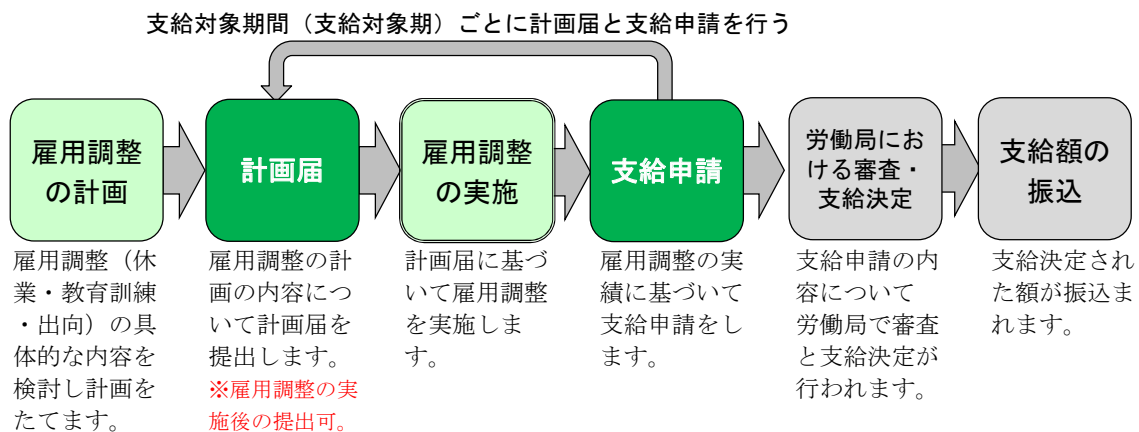 支給対象期間（支給対象期）ごとに計画届と支給申請を行う
雇用調整
の計画
計画届
雇用調整
の実施
支給申請
労働局にお
ける審査・
支給決定
支給額の
振込
雇用調整（休
業・教育訓練
・出向）の具
体的な内容を
検討し計画を
たてます。
雇用調整の計
画の内容につ
いて計画届を
提出します。
※雇用調整の実
施後の提出可。
計画届に基づ
いて雇用調整
を実施しま
す。
雇用調整の実
績に基づいて
支給申請をし
ます。
支給申請の内
容について
労働局で審査
と支給決定が
行われます。
支給決定され
た額が振込ま
れます。